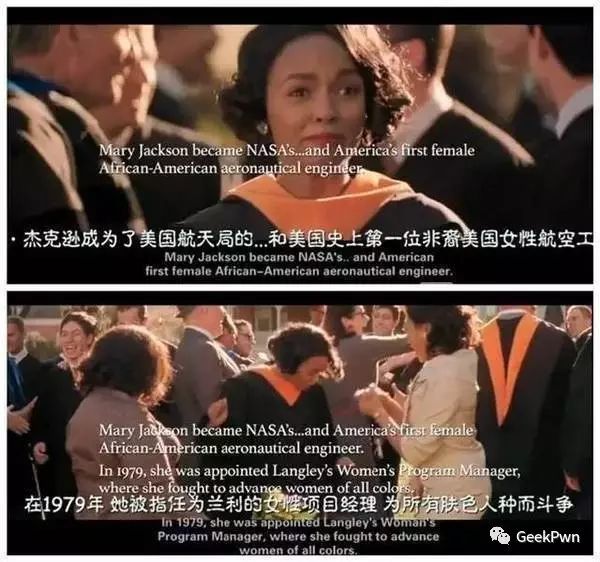 Mary Jackson became NASA's...and America's first female
African-American aeronautical engineer.
·杰克逊成为了美国航天局的...和美国史上第一位非裔美国女性航空工
Mary Jackson became NASA's.. and American
first female African-American aeronautical engineer.
Mary Jackson became NASA's...and America's first female
African-American aeronautical engineer.
In 1979, she was appointed Langley's Women's Program Manager,
where she fought to advance women of all colors.
在1979年 她被指任为兰利的女性项目经理 为所有肤色人种而斗争
In 1979, she was appointed Langley's Woman's
Program Manager, where she fought to advance
women of all colors.
GeekPwn